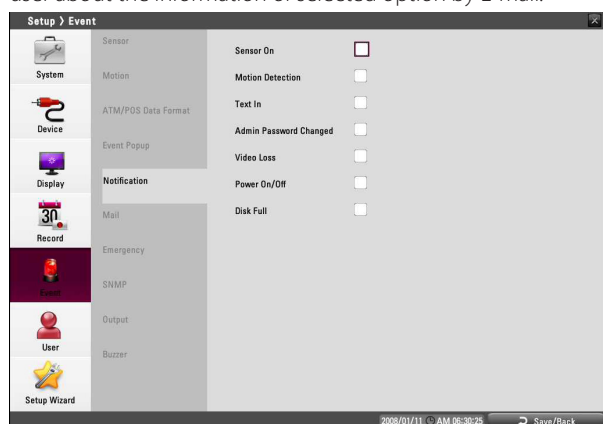 user about the information of selected option by E-mail.
Setup > Event
System
Device
Display
30
Record
Event
User
Setup Wizard
Sensor
Motion
ATM/POS Data Format
Event Popup
Notification
Mail
Emergency
SNMP
Output
Buzzer
Sensor On
Motion Detection
Text In
Admin Password Changed
Video Loss
Power On/Off
Disk Full
2008/01/11 AM 06:30:25
Save/Back